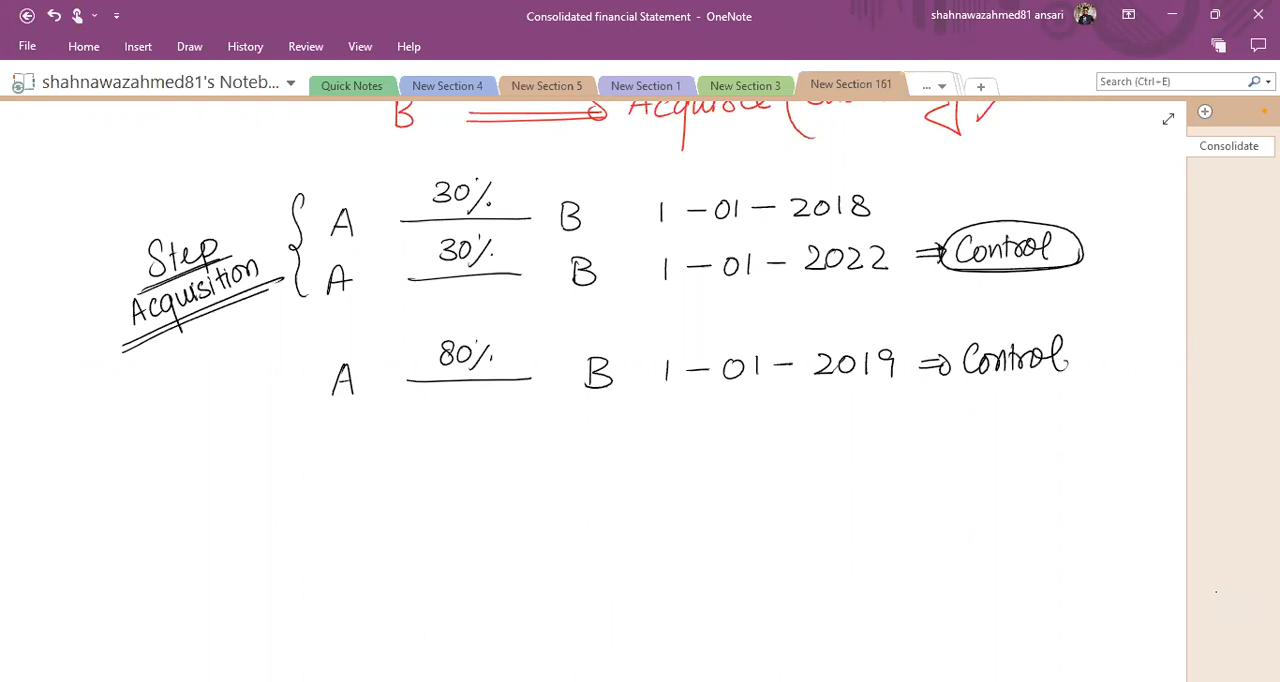 Consolidated financial Statement - OneNote
shahnawazahmed81 ansari
File Home Insert Draw History Review View Help
shahnawazahmed81's Noteb...
Quick Notes New Section 4 New Section 5 New Section 1 New Section 3 New Section 161 ...
Search (Ctrl+E)
Consolidate
B Acquiree
Step Acquisition
A 30% B 1-01-2018
A 30% B 1-01-2022 ⇒ Control
A 80% B 1-01-2019 ⇒ Control